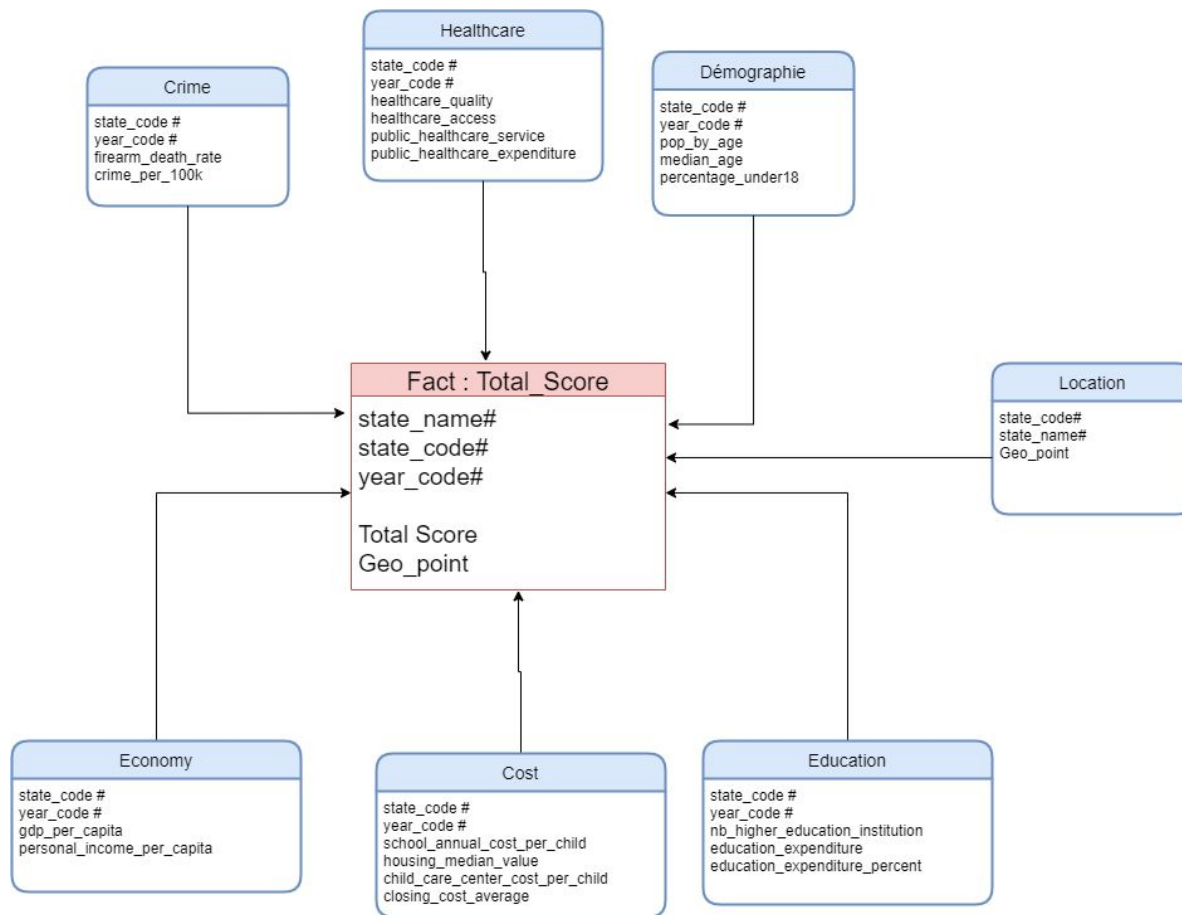 Healthcare
state_code #
year_code #
healthcare_quality
healthcare_access
public_healthcare_service
public_healthcare_expenditure
Démographie
state_code #
year_code #
pop_by_age
median_age
percentage_under18
Crime
state_code #
year_code #
firearm_death_rate
crime_per_100k
Fact : Total_Score
state_name#
state_code#
year_code#
Total Score
Geo_point
Location
state_code#
state_name#
Geo_point
Economy
state_code #
year_code #
gdp_per_capita
personal_income_per_capita
Cost
state_code #
year_code #
school_annual_cost_per_child
housing_median_value
child_care_center_cost_per_child
closing_cost_average
Education
state_code #
year_code #
nb_higher_education_institution
education_expenditure
education_expenditure_percent